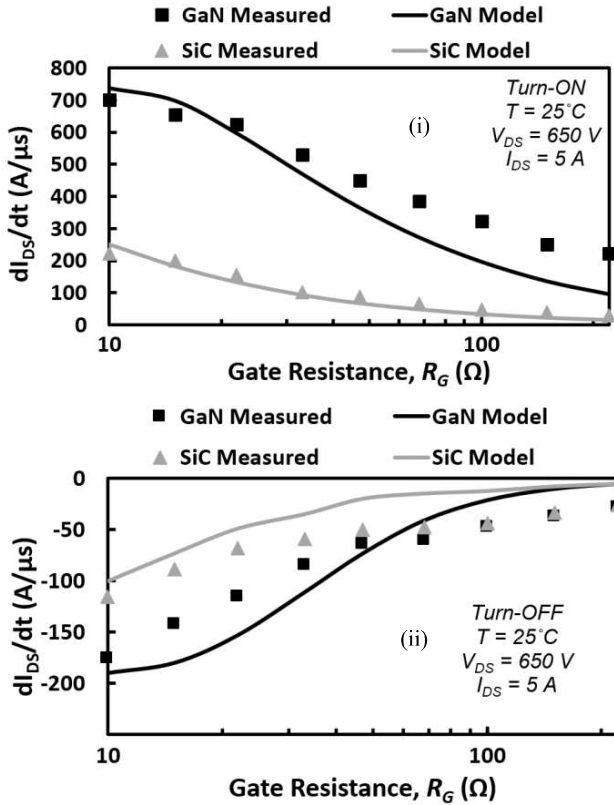 GaN Measured GaN Model
SiC Measured SiC Model
800
700
600
500
400
300
200
100
0
10 100
dI_DS/dt (A/µs)
Gate Resistance, R_G (Ω)
(i)
Turn-ON
T = 25˚C
V_DS = 650 V
I_DS = 5 A
GaN Measured GaN Model
SiC Measured SiC Model
0
-50
-100
-150
-200
10 100
dI_DS/dt (A/µs)
Gate Resistance, R_G (Ω)
(ii)
Turn-OFF
T = 25˚C
V_DS = 650 V
I_DS = 5 A